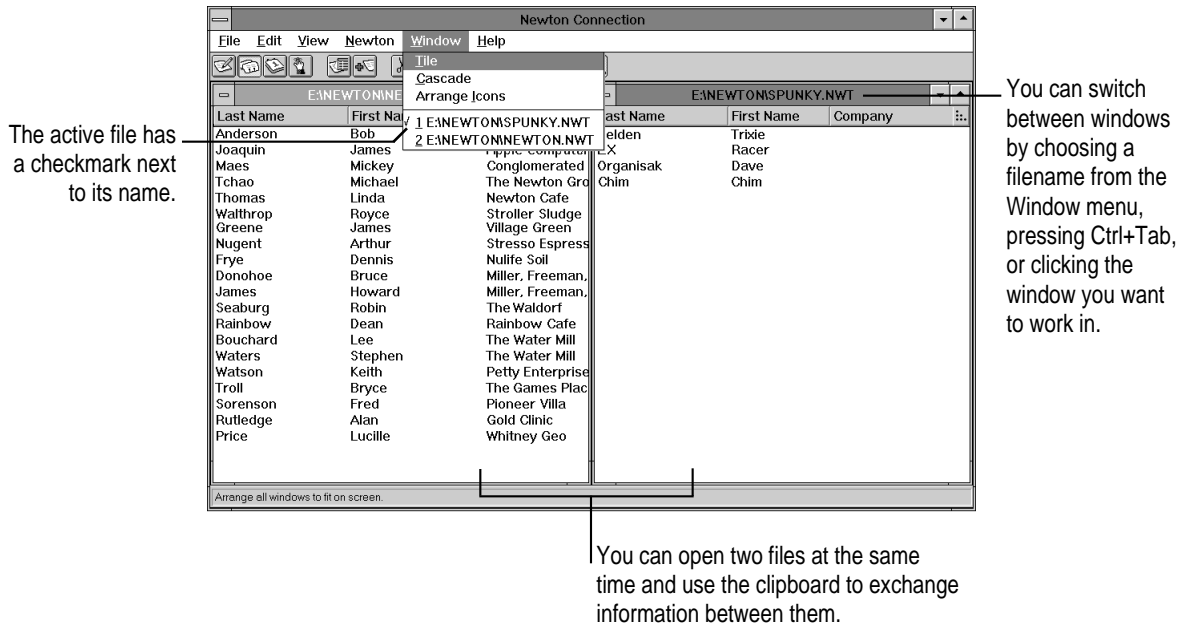 Newton Connection
File Edit View Newton Window Help
Tile
Cascade
Arrange Icons
√ 1 E:\NEWTON\SPUNKY.NWT
2 E:\NEWTON\NEWTON.NWT
E:\NEWTON\NE
Last Name First Na
Anderson Bob
Joaquin James
Maes Mickey Conglomerated
Tchao Michael The Newton Gro
Thomas Linda Newton Cafe
Walthrop Royce Stroller Sludge
Greene James Village Green
Nugent Arthur Stresso Espress
Frye Dennis Nulife Soil
Donohoe Bruce Miller, Freeman,
James Howard Miller, Freeman,
Seaburg Robin The Waldorf
Rainbow Dean Rainbow Cafe
Bouchard Lee The Water Mill
Waters Stephen The Water Mill
Watson Keith Petty Enterprise
Troll Bryce The Games Plac
Sorenson Fred Pioneer Villa
Rutledge Alan Gold Clinic
Price Lucille Whitney Geo
E:\NEWTON\SPUNKY.NWT
ast Name First Name Company
elden Trixie
X Racer
Organisak Dave
Chim Chim
Arrange all windows to fit on screen.
The active file has
a checkmark next
to its name.
You can switch
between windows
by choosing a
filename from the
Window menu,
pressing Ctrl+Tab,
or clicking the
window you want
to work in.
You can open two files at the same
time and use the clipboard to exchange
information between them.